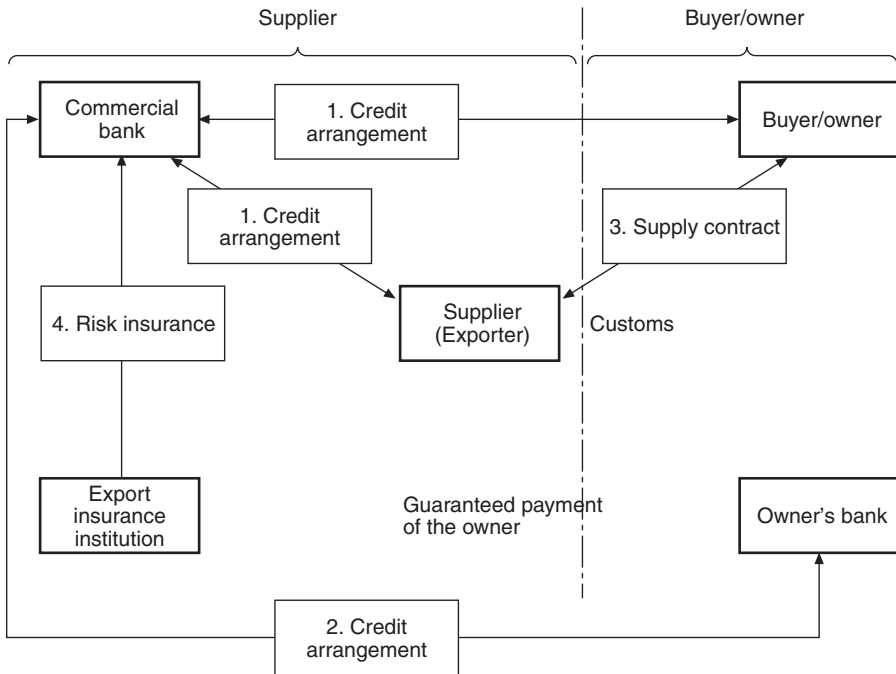 Supplier
Buyer/owner
Commercial
bank
1. Credit
arrangement
Buyer/owner
1. Credit
arrangement
3. Supply contract
4. Risk insurance
Supplier
(Exporter)
Customs
Export
insurance
institution
Guaranteed payment
of the owner
Owner's bank
2. Credit
arrangement